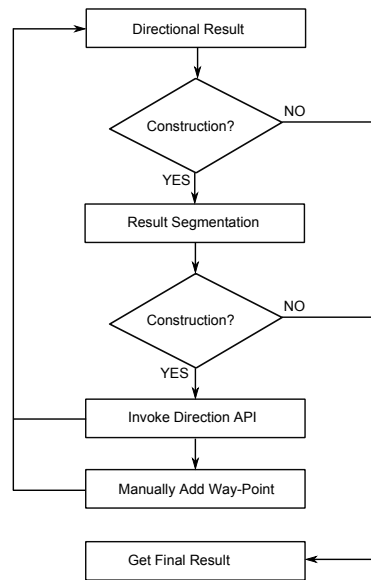 Directional Result
Construction?
NO
YES
Result Segmentation
Construction?
NO
YES
Invoke Direction API
Manually Add Way-Point
Get Final Result